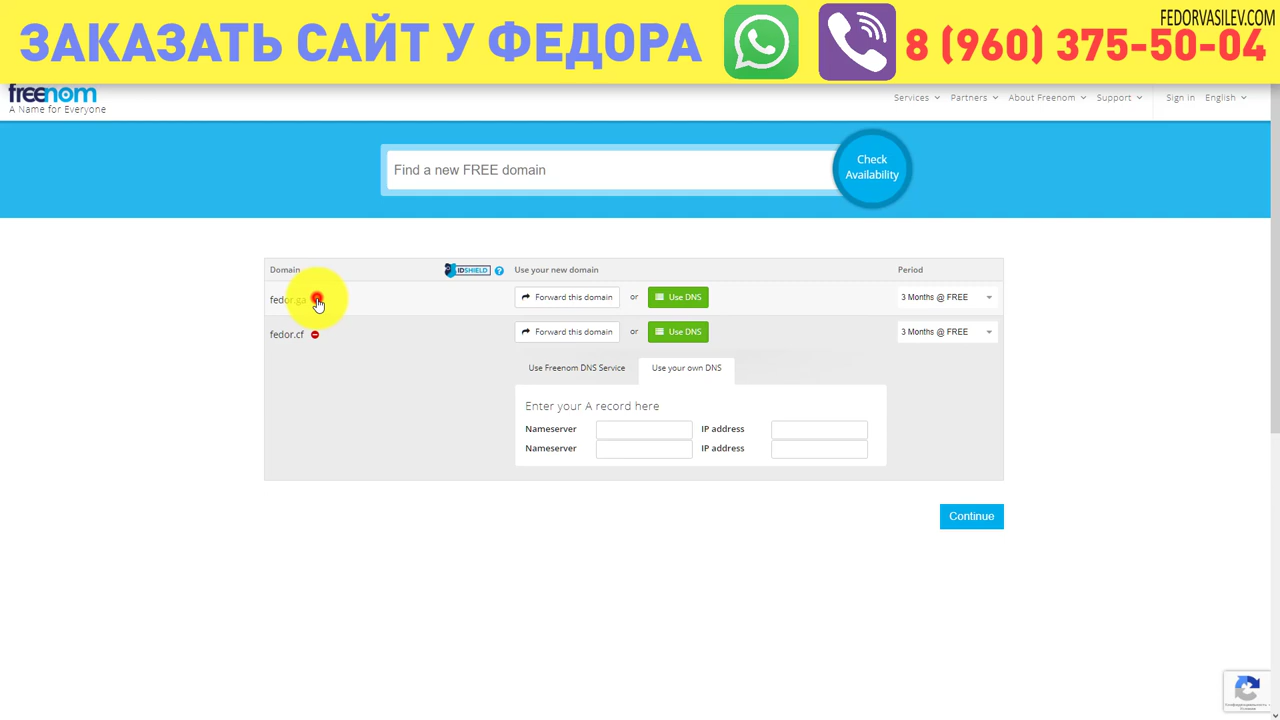 FEDORVASILEV.COM
ЗАКАЗАТЬ САЙТ У ФЕДОРА 8 (960) 375-50-04
freenom
A Name for Everyone
Services Partners About Freenom Support Sign in English
Find a new FREE domain
Check
Availability
Domain IDSHIELD ? Use your new domain Period
fedor.ga Forward this domain or Use DNS 3 Months @ FREE
fedor.cf Forward this domain or Use DNS 3 Months @ FREE
Use Freenom DNS Service Use your own DNS
Enter your A record here
Nameserver IP address
Nameserver IP address
Continue